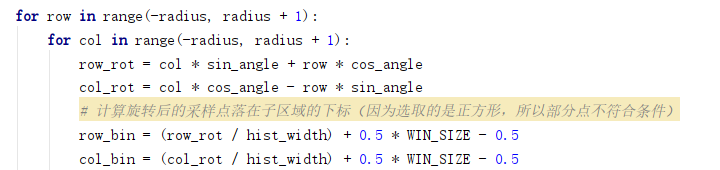 for row in range(-radius, radius + 1):
    for col in range(-radius, radius + 1):
        row_rot = col * sin_angle + row * cos_angle
        col_rot = col * cos_angle - row * sin_angle
        # 计算旋转后的采样点落在子区域的下标（因为选取的是正方形，所以部分点不符合条件）
        row_bin = (row_rot / hist_width) + 0.5 * WIN_SIZE - 0.5
        col_bin = (col_rot / hist_width) + 0.5 * WIN_SIZE - 0.5